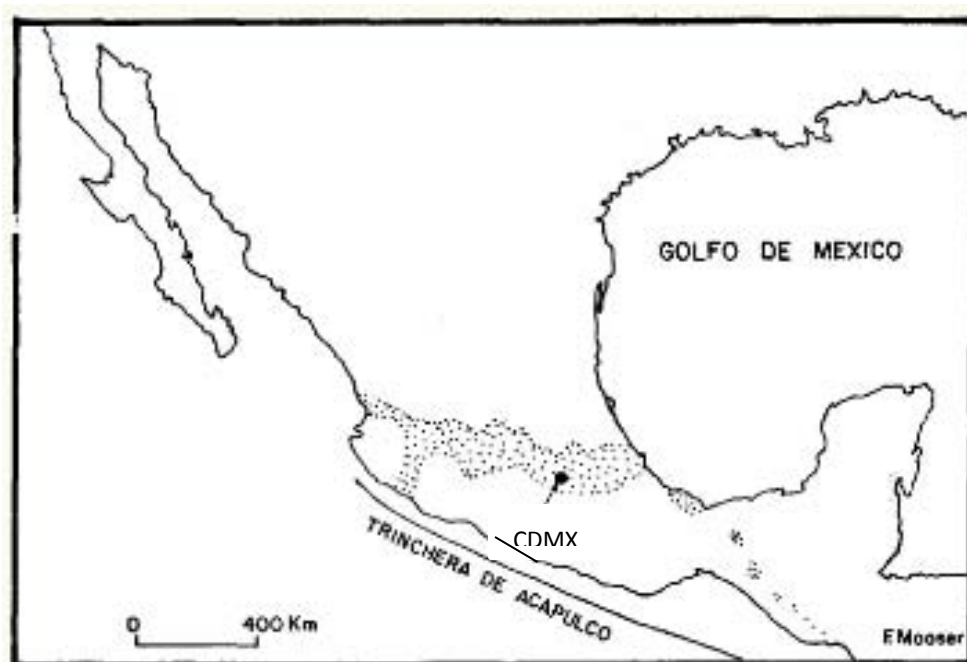 GOLFO DE MEXICO
CDMX
TRINCHERA DE ACAPULCO
0 400 Km
F. Mooser